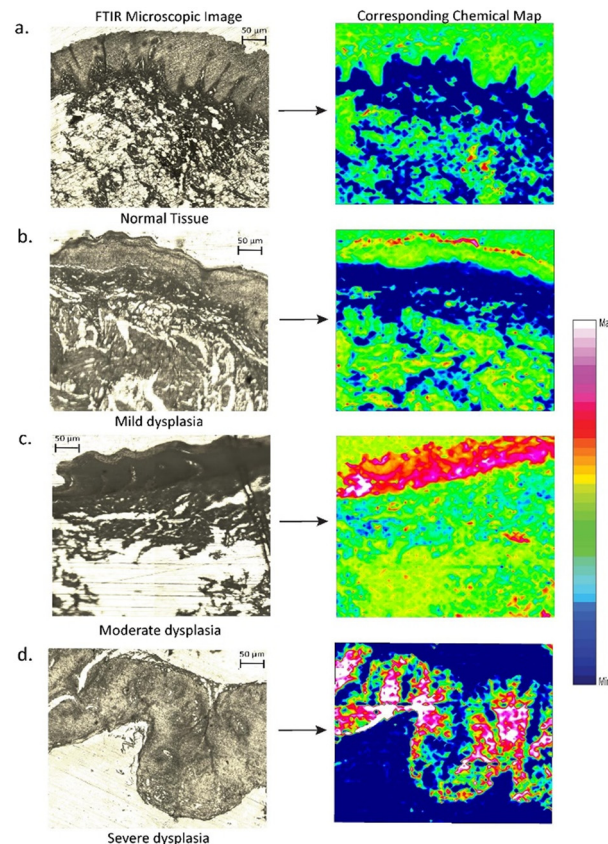 FTIR Microscopic Image
Corresponding Chemical Map
a.
50 µm
Normal Tissue
b.
50 µm
Mild dysplasia
c.
50 µm
Moderate dysplasia
d.
50 µm
Severe dysplasia